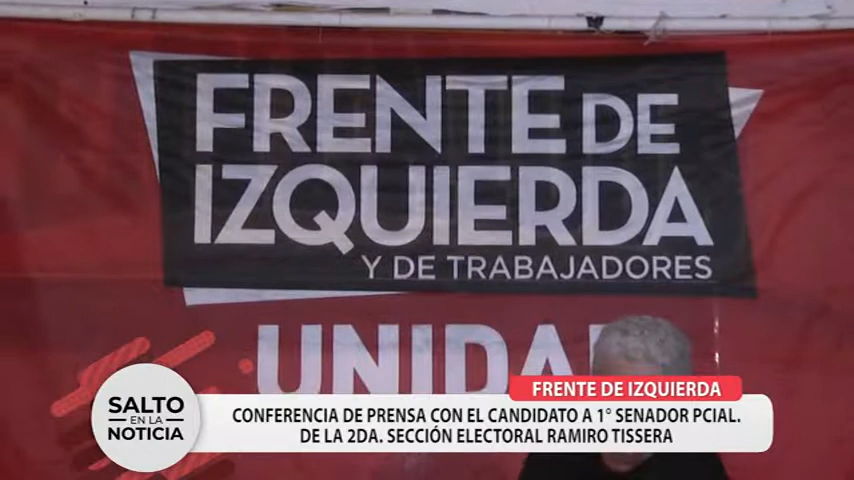 FRENTE DE
IZQUIERDA
Y DE TRABAJADORES
UNIDAD
FRENTE DE IZQUIERDA
SALTO
EN LA
NOTICIA
CONFERENCIA DE PRENSA CON EL CANDIDATO A 1° SENADOR PCIAL.
DE LA 2DA. SECCIÓN ELECTORAL RAMIRO TISSERA